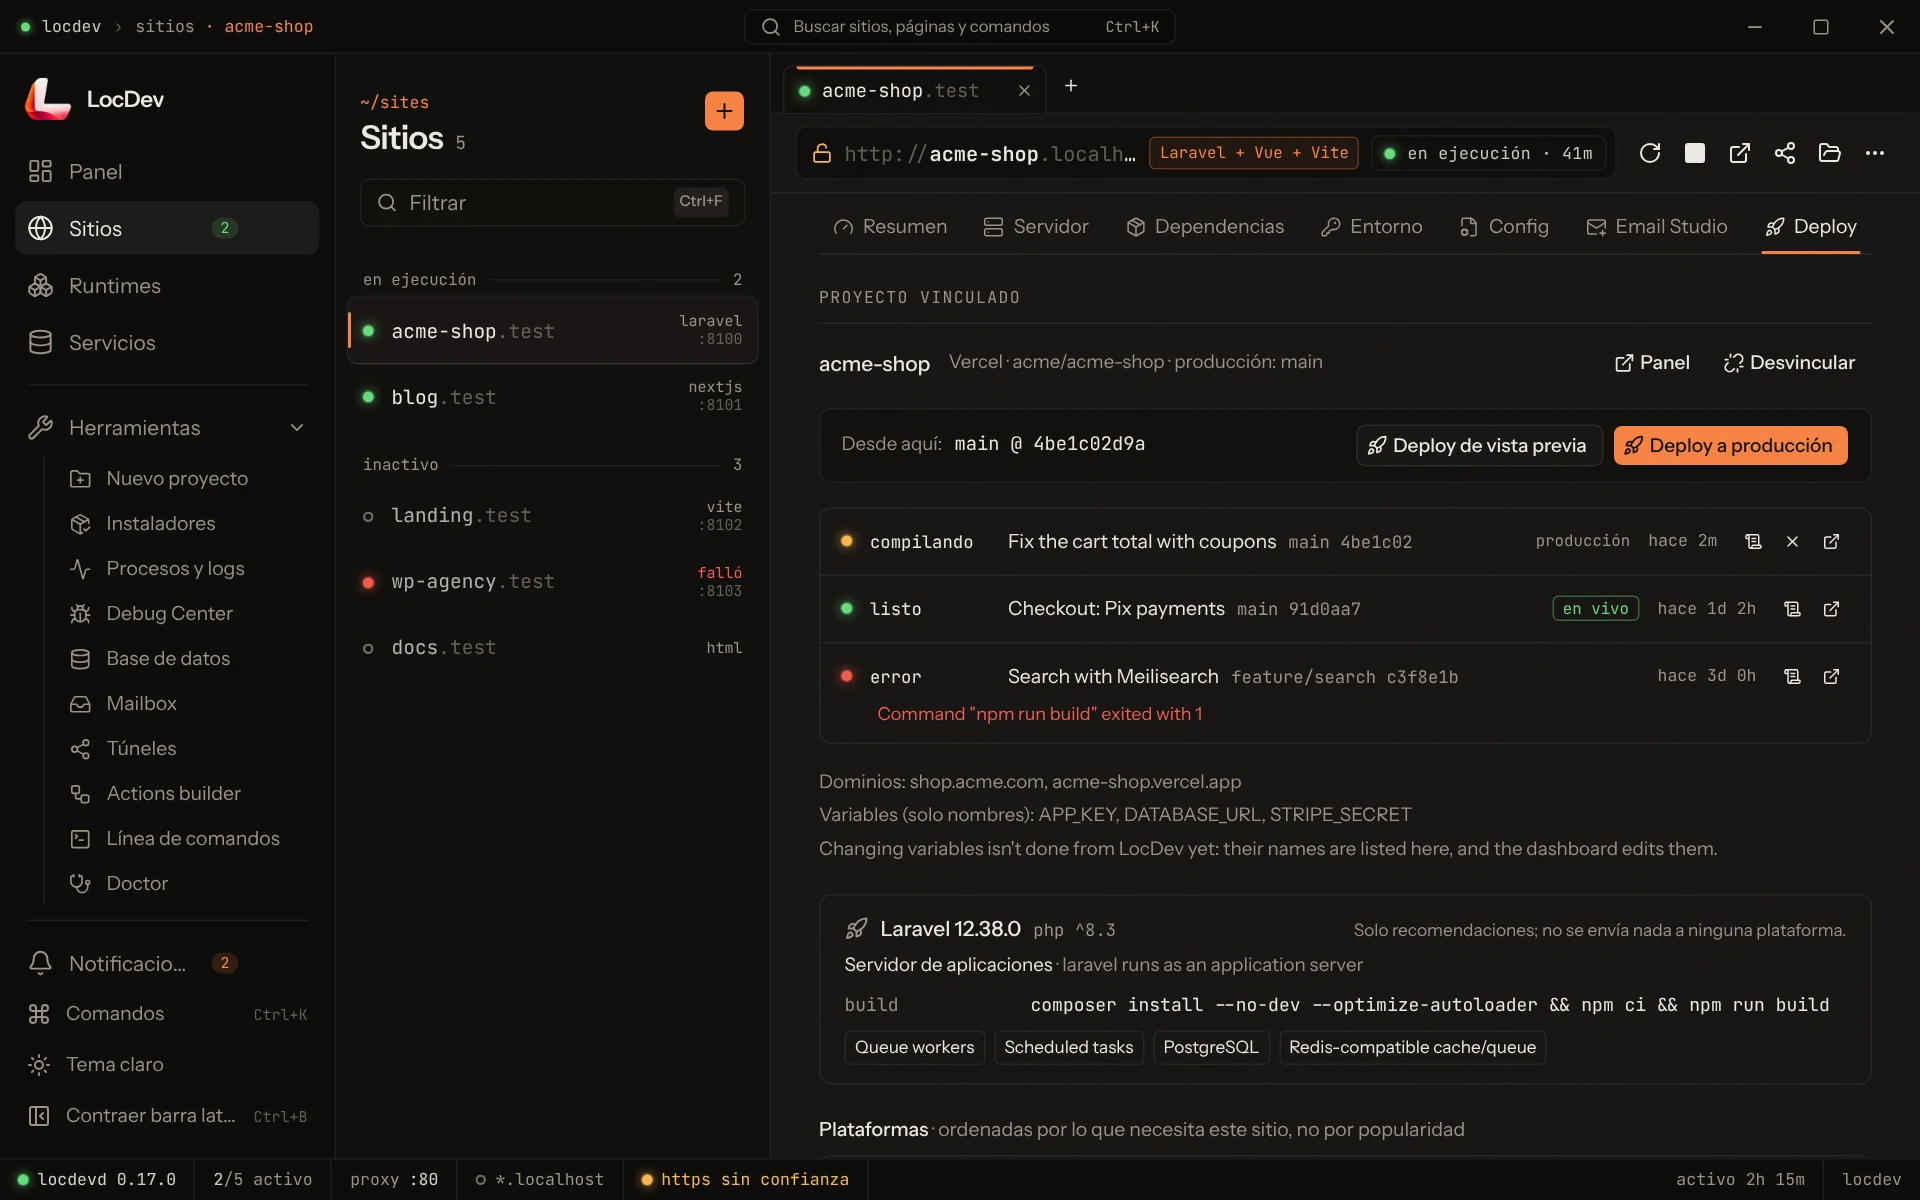 locdev › sitios · acme-shop
Buscar sitios, páginas y comandos Ctrl+K
LocDev
Panel
Sitios 2
Runtimes
Servicios
Herramientas
Nuevo proyecto
Instaladores
Procesos y logs
Debug Center
Base de datos
Mailbox
Túneles
Actions builder
Línea de comandos
Doctor
Notificacio... 2
Comandos Ctrl+K
Tema claro
Contraer barra lat... Ctrl+B
~/sites
Sitios 5
Filtrar Ctrl+F
en ejecución 2
acme-shop.test laravel :8100
blog.test nextjs :8101
inactivo 3
landing.test vite :8102
wp-agency.test falló :8103
docs.test html
acme-shop.test
http://acme-shop.localh… Laravel + Vue + Vite en ejecución · 41m
Resumen Servidor Dependencias Entorno Config Email Studio Deploy
PROYECTO VINCULADO
acme-shop Vercel · acme/acme-shop · producción: main Panel Desvincular
Desde aquí: main @ 4be1c02d9a Deploy de vista previa Deploy a producción
compilando Fix the cart total with coupons main 4be1c02 producción hace 2m
listo Checkout: Pix payments main 91d0aa7 en vivo hace 1d 2h
error Search with Meilisearch feature/search c3f8e1b hace 3d 0h
Command "npm run build" exited with 1
Dominios: shop.acme.com, acme-shop.vercel.app
Variables (solo nombres): APP_KEY, DATABASE_URL, STRIPE_SECRET
Changing variables isn't done from LocDev yet: their names are listed here, and the dashboard edits them.
Laravel 12.38.0 php ^8.3 Solo recomendaciones; no se envía nada a ninguna plataforma.
Servidor de aplicaciones · laravel runs as an application server
build composer install --no-dev --optimize-autoloader && npm ci && npm run build
Queue workers Scheduled tasks PostgreSQL Redis-compatible cache/queue
Plataformas · ordenadas por lo que necesita este sitio, no por popularidad
locdevd 0.17.0 2/5 activo proxy :80 *.localhost https sin confianza activo 2h 15m locdev